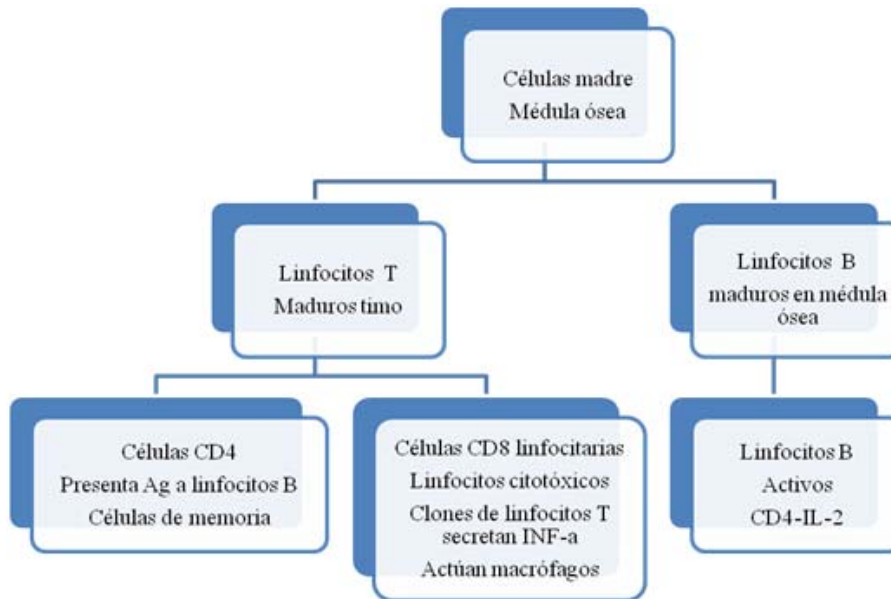 Células madre
Médula ósea
Linfocitos T
Maduros timo
Linfocitos B
maduros en médula
ósea
Células CD4
Presenta Ag a linfocitos B
Células de memoria
Células CD8 linfocitarias
Linfocitos citotóxicos
Clones de linfocitos T
secretan INF-a
Actúan macrófagos
Linfocitos B
Activos
CD4-IL-2